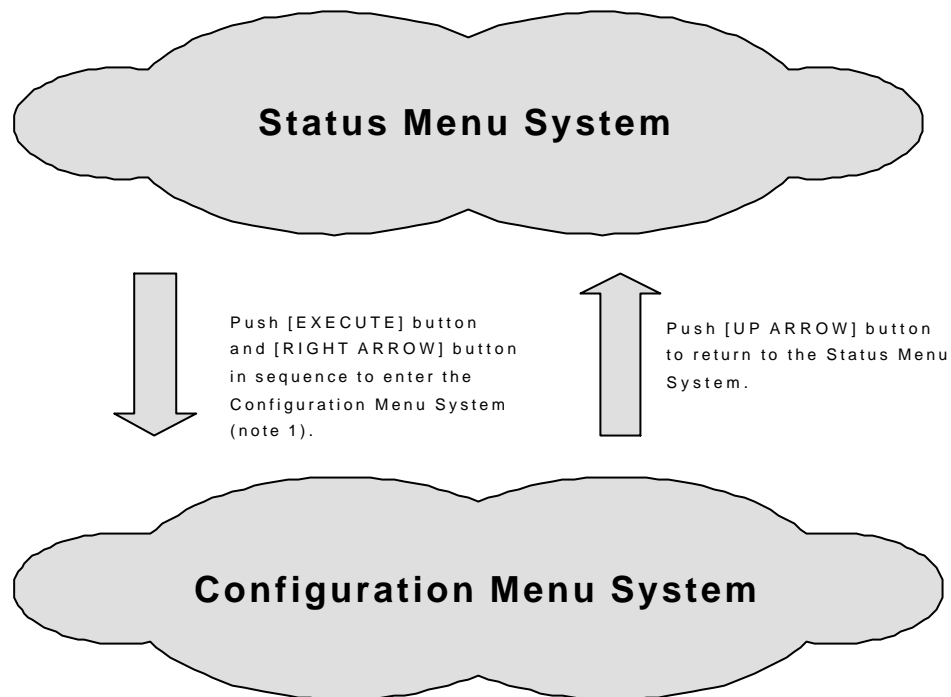 Status Menu System
Push [EXECUTE] button
and [RIGHT ARROW] button
in sequence to enter the
Configuration Menu System
(note 1).
Push [UP ARROW] button
to return to the Status Menu
System.
Configuration Menu System